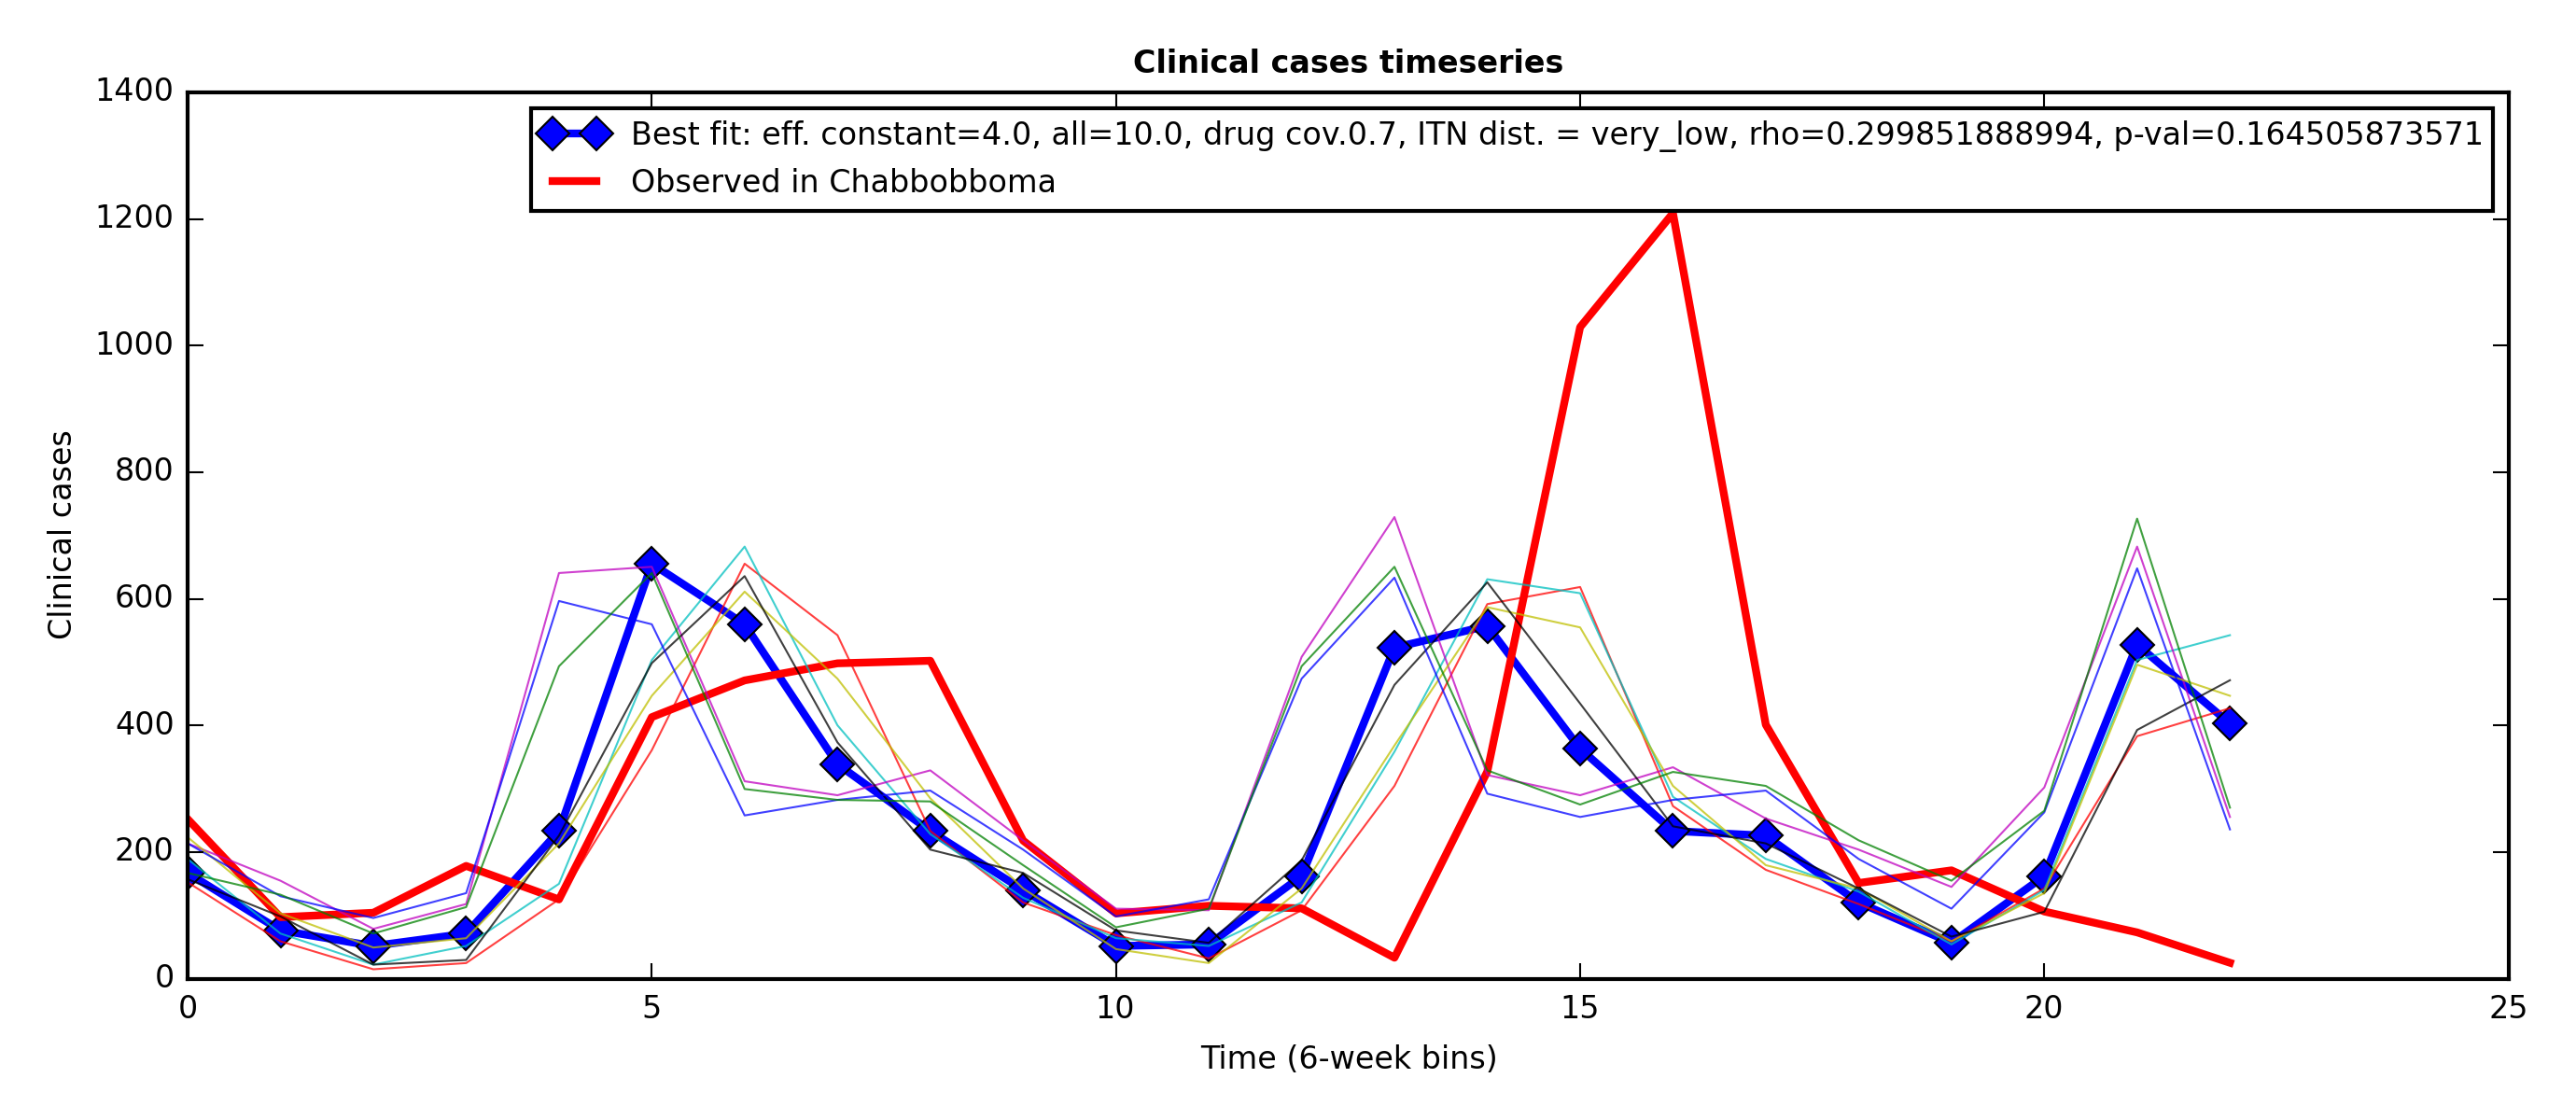 Clinical cases timeseries
1400
1200
1000
800
600
400
200
0
Clinical cases
Best fit: eff. constant=4.0, all=10.0, drug cov.0.7, ITN dist. = very_low, rho=0.299851888994, p-val=0.164505873571
Observed in Chabbobboma
0 5 10 15 20 25
Time (6-week bins)